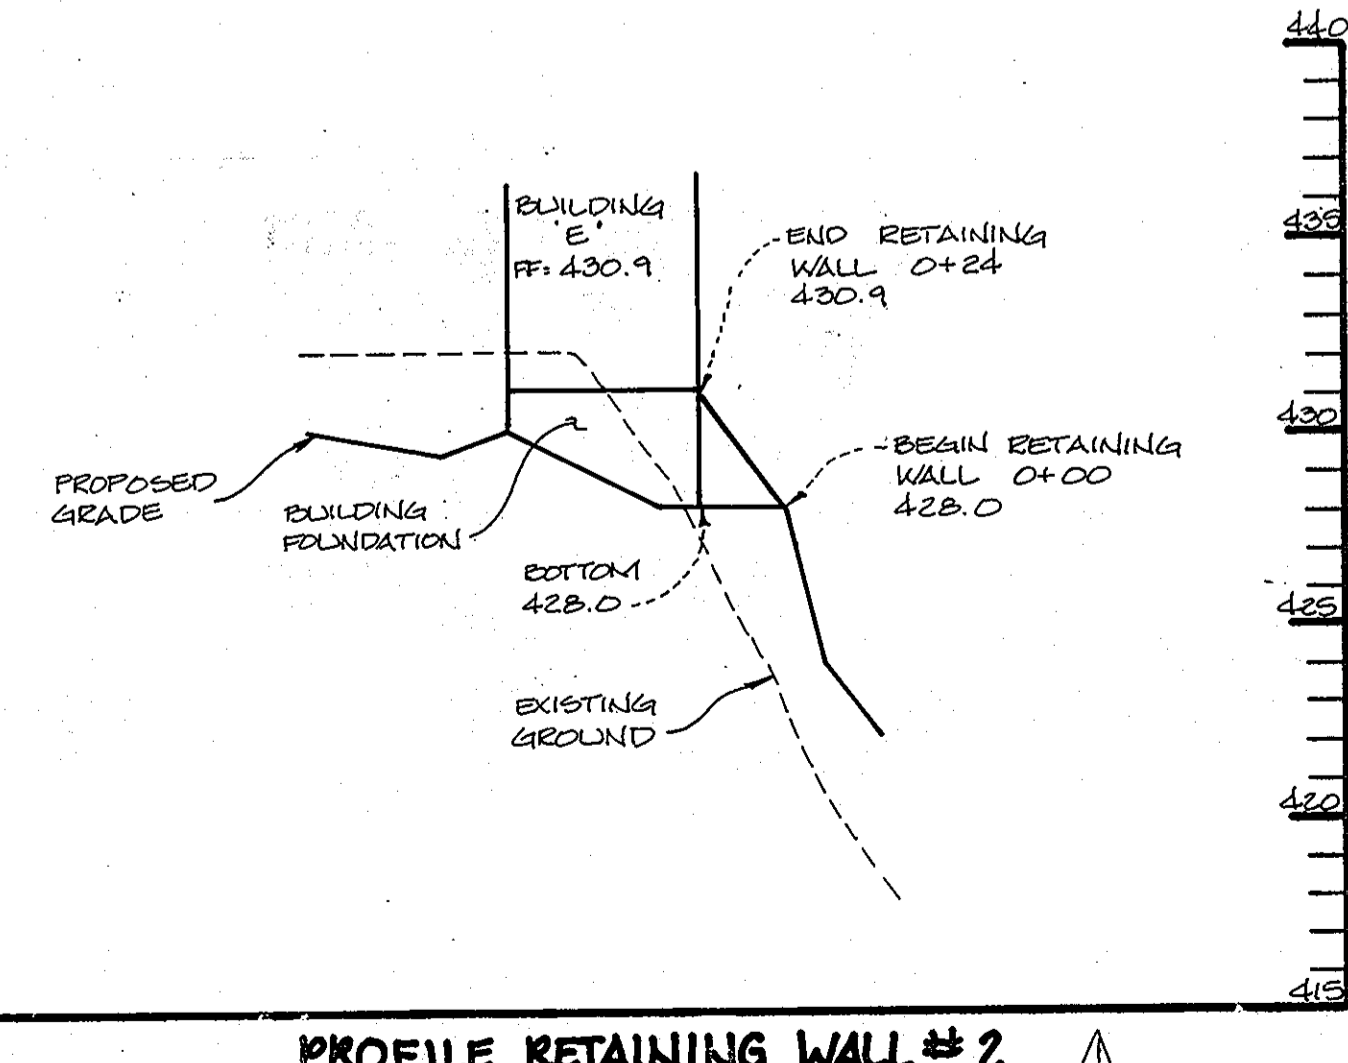 440
435
430
425
420
415
BUILDING
'E'
FF: 430.9
END RETAINING
WALL 0+24
430.9
BEGIN RETAINING
WALL 0+00
428.0
PROPOSED
GRADE
BUILDING
FOUNDATION
BOTTOM
428.0
EXISTING
GROUND
PROFILE RETAINING WALL #2